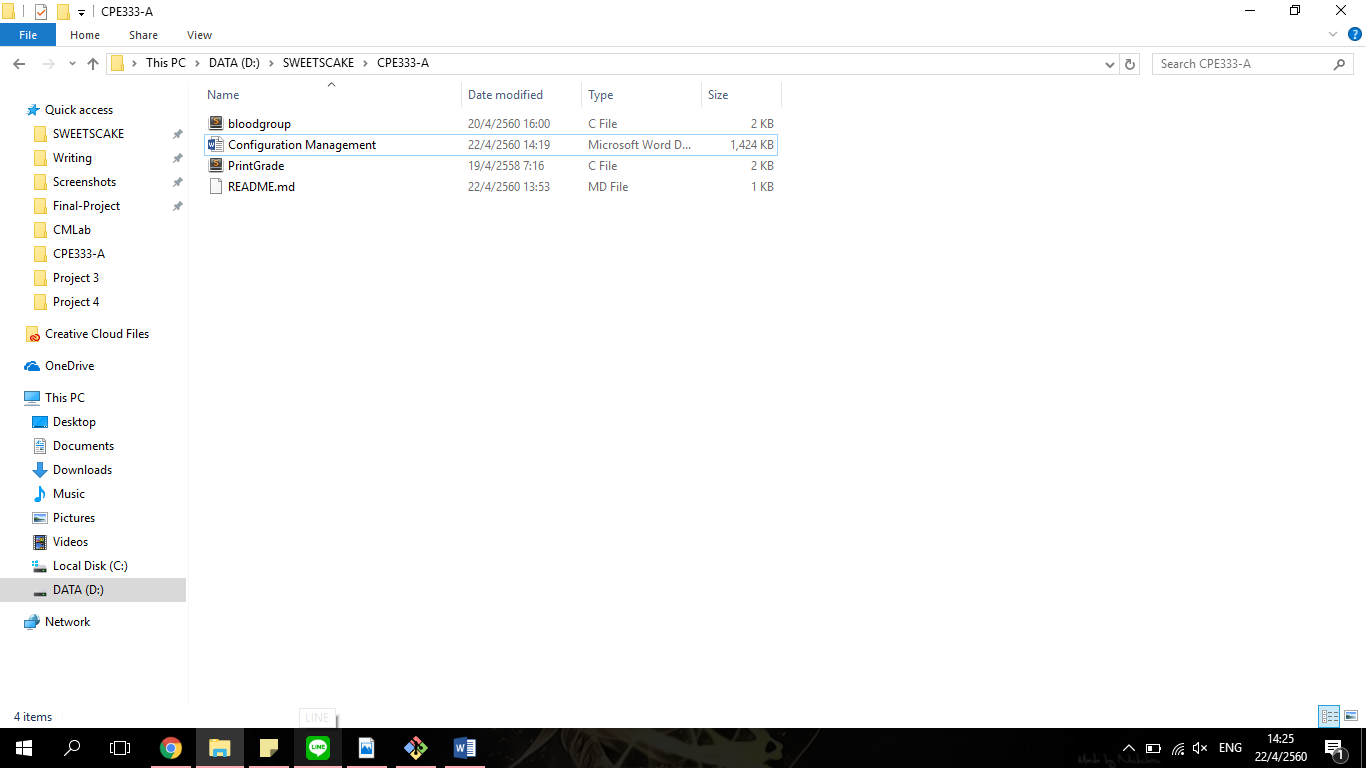 CPE333-A
File Home Share View
This PC DATA (D:) SWEETSCAKE CPE333-A Search CPE333-A
Name Date modified Type Size
Quick access
SWEETSCAKE
Writing
Screenshots
Final-Project
CMLab
CPE333-A
Project 3
Project 4
Creative Cloud Files
OneDrive
This PC
Desktop
Documents
Downloads
Music
Pictures
Videos
Local Disk (C:)
DATA (D:)
Network
bloodgroup 20/4/2560 16:00 C File 2 KB
Configuration Management 22/4/2560 14:19 Microsoft Word D... 1,424 KB
PrintGrade 19/4/2558 7:16 C File 2 KB
README.md 22/4/2560 13:53 MD File 1 KB
4 items
LINE
ENG
14:25
22/4/2560
1